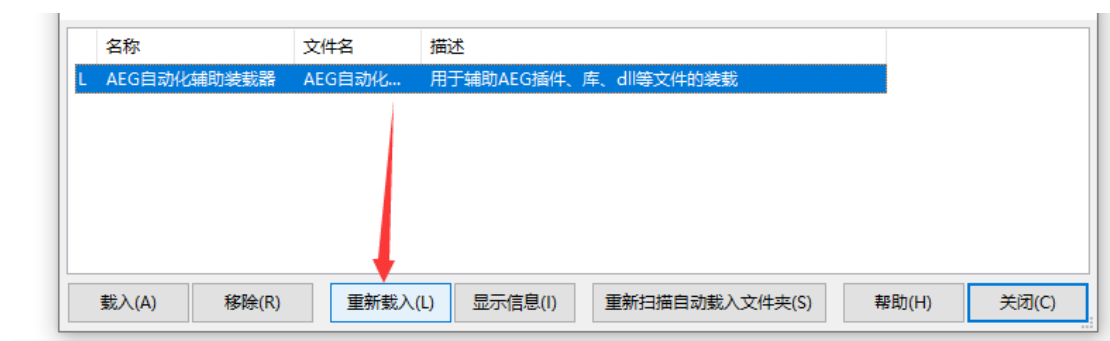 名称 文件名 描述
L AEG自动化辅助装载器 AEG自动化... 用于辅助AEG插件、库、dll等文件的装载
载入(A) 移除(R) 重新载入(L) 显示信息(I) 重新扫描自动载入文件夹(S) 帮助(H) 关闭(C)